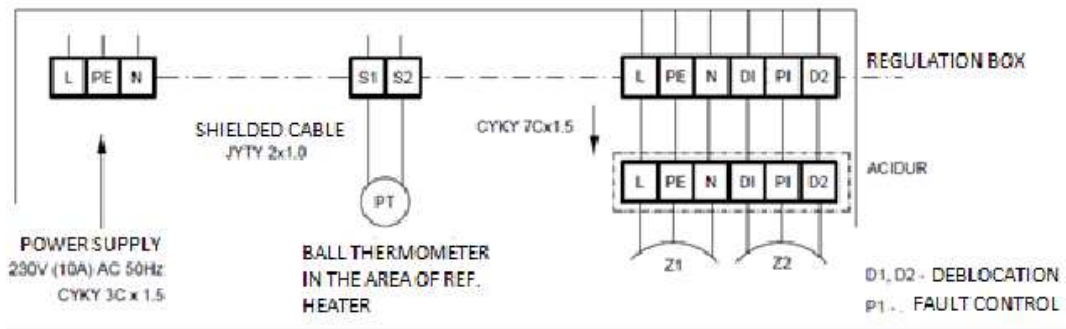 L PE N
S1 S2
L PE N DI PI D2
REGULATION BOX
SHIELDED CABLE
JYTY 2x1.0
CYKY 7Cx1.5
L PE N DI PI D2
ACIDUR
PT
POWER SUPPLY
230V (10A) AC 50Hz
CYKY 3C x 1.5
BALL THERMOMETER
IN THE AREA OF REF.
HEATER
Z1
Z2
D1, D2 - DEBLOCATION
P1 - . FAULT CONTROL